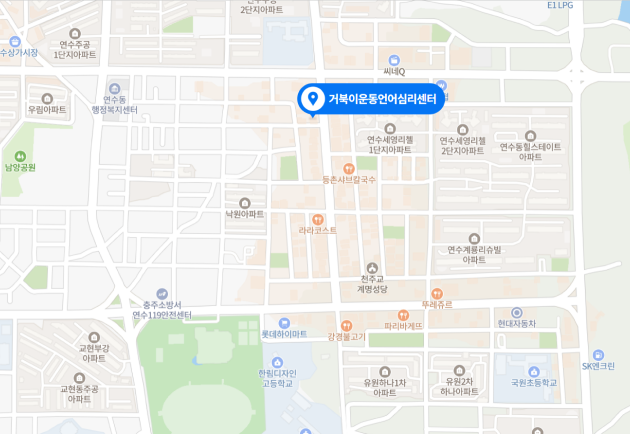 2단지아파트
E1 LPG
연수주공
1단지아파트
수상가시장
씨네Q
거북이운동언어심리센터
우림아파트
연수동
행정복지센터
연수세영리첼
1단지아파트
연수세영리첼
2단지아파트
연수동힐스테이트
아파트
남양공원
등촌샤브칼국수
낙원아파트
라라코스트
연수계룡리슈빌
아파트
천주교
계명성당
충주소방서
연수119안전센터
뚜레쥬르
파리바게뜨
현대자동차
롯데하이마트
강경불고기
교현부강
아파트
한림디자인
고등학교
SK엔크린
교현동주공
아파트
유원하나1차
아파트
유원2차
하나아파트
국원초등학교